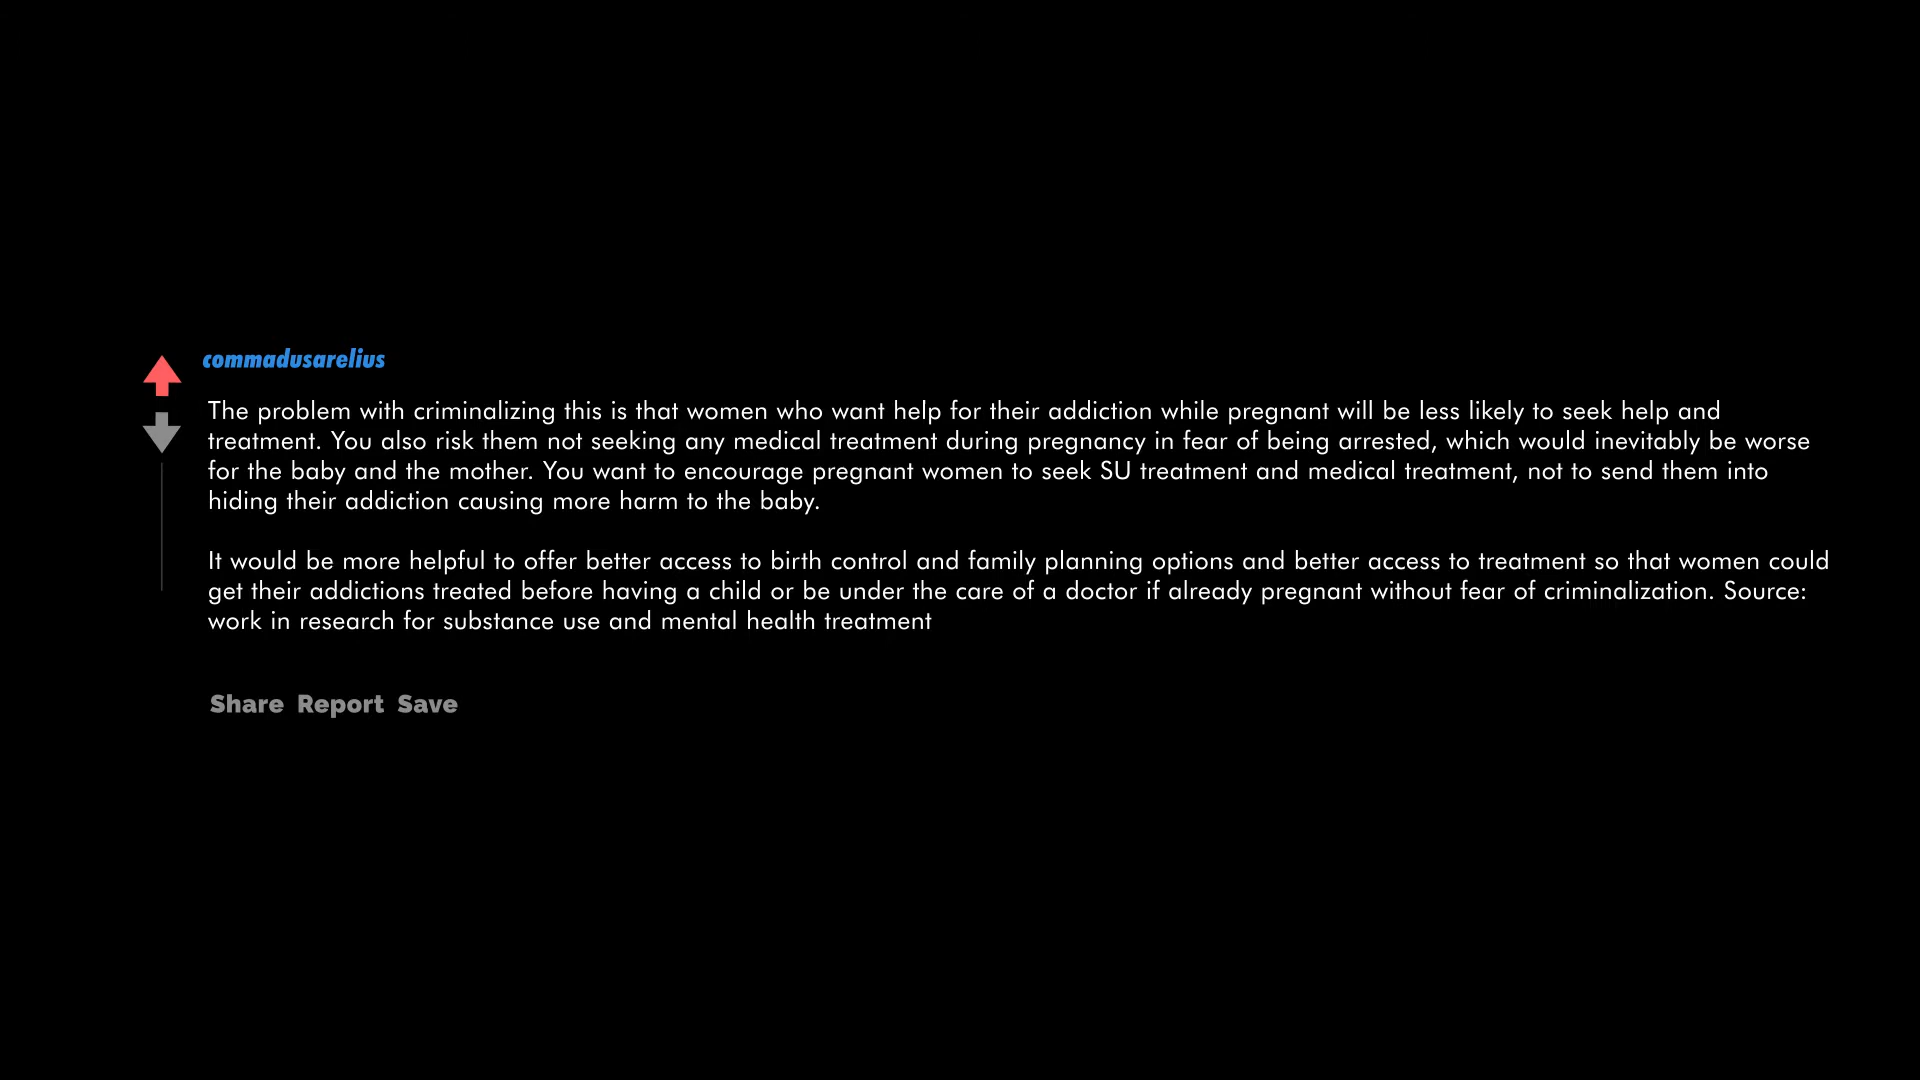 commadusarelius
The problem with criminalizing this is that women who want help for their addiction while pregnant will be less likely to seek help and
treatment. You also risk them not seeking any medical treatment during pregnancy in fear of being arrested, which would inevitably be worse
for the baby and the mother. You want to encourage pregnant women to seek SU treatment and medical treatment, not to send them into
hiding their addiction causing more harm to the baby.
It would be more helpful to offer better access to birth control and family planning options and better access to treatment so that women could
get their addictions treated before having a child or be under the care of a doctor if already pregnant without fear of criminalization. Source:
work in research for substance use and mental health treatment
Share Report Save